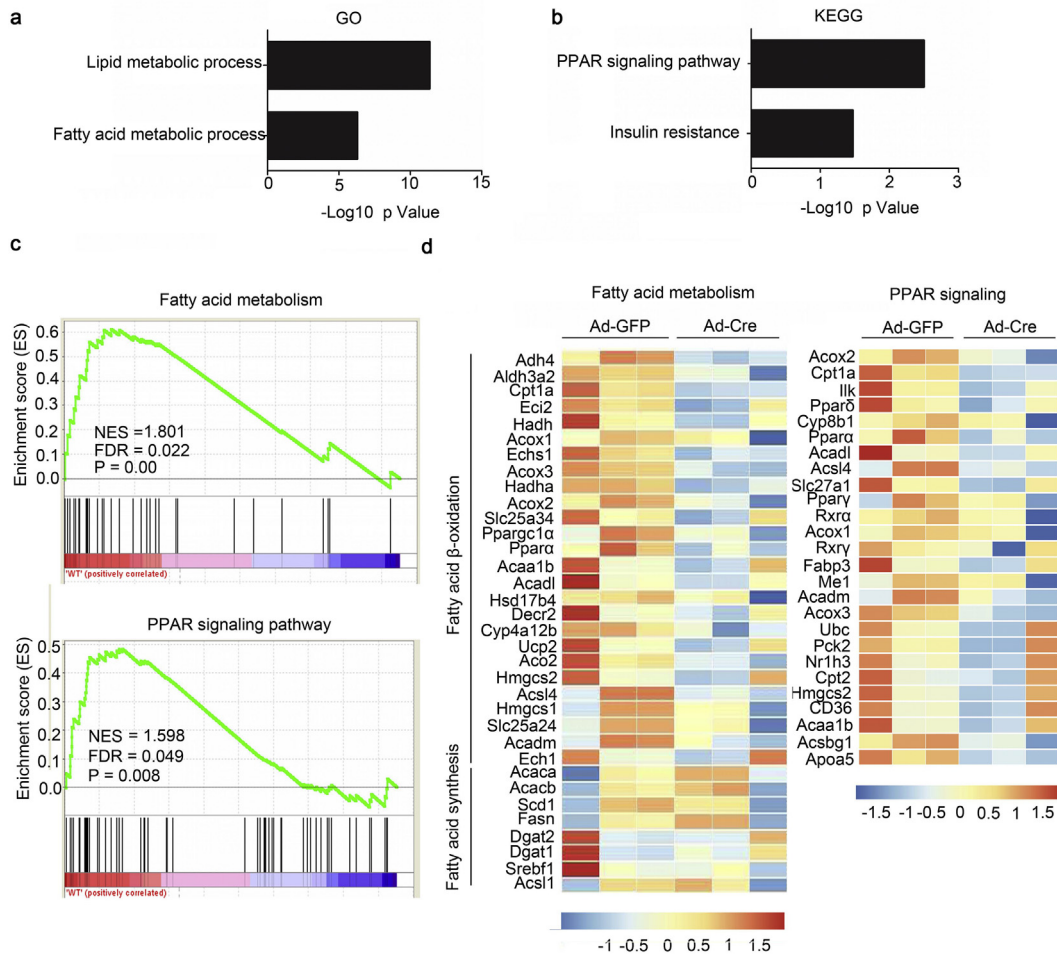 a
GO
Lipid metabolic process
Fatty acid metabolic process
0 5 10 15
-Log10 p Value
b
KEGG
PPAR signaling pathway
Insulin resistance
0 1 2 3
-Log10 p Value
c
Fatty acid metabolism
Enrichment score (ES)
0.6
0.5
0.4
0.3
0.2
0.1
0.0
NES =1.801
FDR = 0.022
P = 0.00
'WT' (positively correlated)
PPAR signaling pathway
Enrichment score (ES)
0.5
0.4
0.3
0.2
0.1
0.0
NES = 1.598
FDR = 0.049
P = 0.008
'WT' (positively correlated)
d
Fatty acid metabolism
Ad-GFP Ad-Cre
Fatty acid β-oxidation
Adh4
Aldh3a2
Cpt1a
Eci2
Hadh
Acox1
Echs1
Acox3
Hadha
Acox2
Slc25a34
Ppargc1α
Pparα
Acaa1b
Acadl
Hsd17b4
Decr2
Cyp4a12b
Ucp2
Aco2
Hmgcs2
Acsl4
Hmgcs1
Slc25a24
Acadm
Ech1
Fatty acid synthesis
Acaca
Acacb
Scd1
Fasn
Dgat2
Dgat1
Srebf1
Acsl1
-1 -0.5 0 0.5 1 1.5
PPAR signaling
Ad-GFP Ad-Cre
Acox2
Cpt1a
Ilk
Pparδ
Cyp8b1
Pparα
Acadl
Acsl4
Slc27a1
Pparγ
Rxrα
Acox1
Rxrγ
Fabp3
Me1
Acadm
Acox3
Ubc
Pck2
Nr1h3
Cpt2
Hmgcs2
CD36
Acaa1b
Acsbg1
Apoa5
-1.5 -1 -0.5 0 0.5 1 1.5